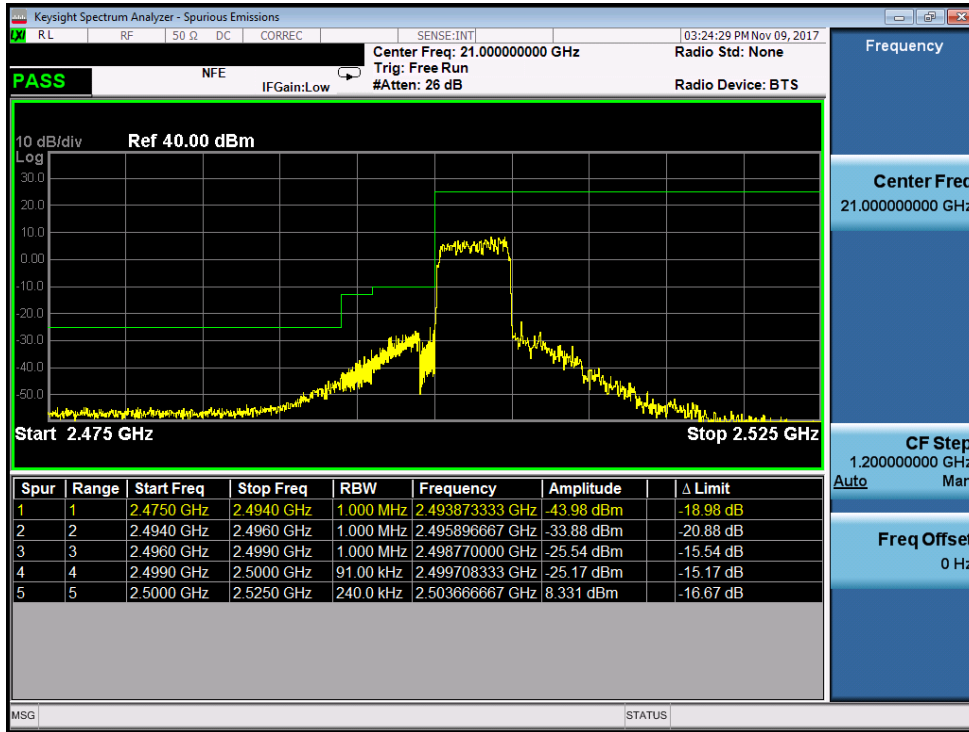 Keysight Spectrum Analyzer - Spurious Emissions
LXI RL RF 50 Ω DC CORREC SENSE:INT 03:24:29 PM Nov 09, 2017
Center Freq: 21.000000000 GHz Radio Std: None
NFE Trig: Free Run
PASS IFGain:Low #Atten: 26 dB Radio Device: BTS
10 dB/div Ref 40.00 dBm
Log
30.0
20.0
10.0
0.00
-10.0
-20.0
-30.0
-40.0
-50.0
Start 2.475 GHz Stop 2.525 GHz
Spur Range Start Freq Stop Freq RBW Frequency Amplitude Δ Limit
1 1 2.4750 GHz 2.4940 GHz 1.000 MHz 2.493873333 GHz -43.98 dBm -18.98 dB
2 2 2.4940 GHz 2.4960 GHz 1.000 MHz 2.495896667 GHz -33.88 dBm -20.88 dB
3 3 2.4960 GHz 2.4990 GHz 1.000 MHz 2.498770000 GHz -25.54 dBm -15.54 dB
4 4 2.4990 GHz 2.5000 GHz 91.00 kHz 2.499708333 GHz -25.17 dBm -15.17 dB
5 5 2.5000 GHz 2.5250 GHz 240.0 kHz 2.503666667 GHz 8.331 dBm -16.67 dB
MSG STATUS
Frequency
Center Freq
21.000000000 GHz
CF Step
1.200000000 GHz
Auto Man
Freq Offset
0 Hz